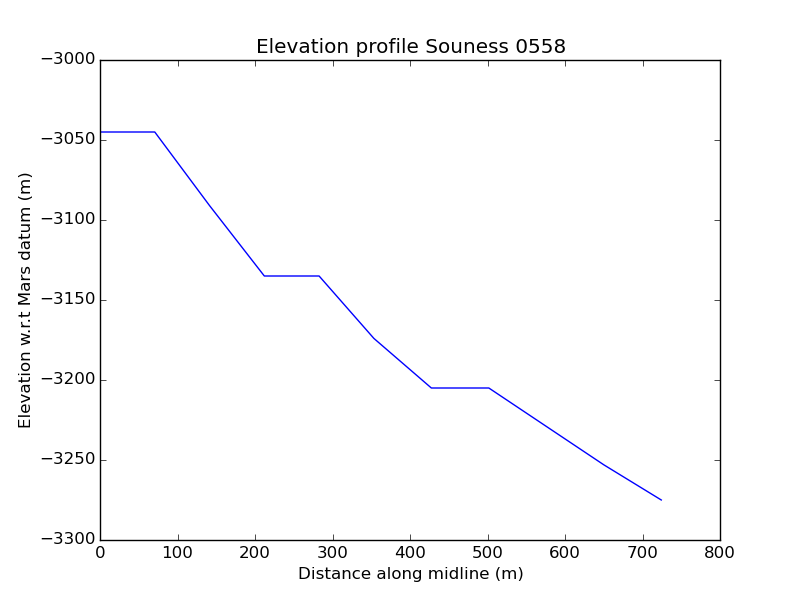 Elevation profile Souness 0558
−3000
−3050
−3100
−3150
−3200
−3250
−3300
Elevation w.r.t Mars datum (m)
0 100 200 300 400 500 600 700 800
Distance along midline (m)